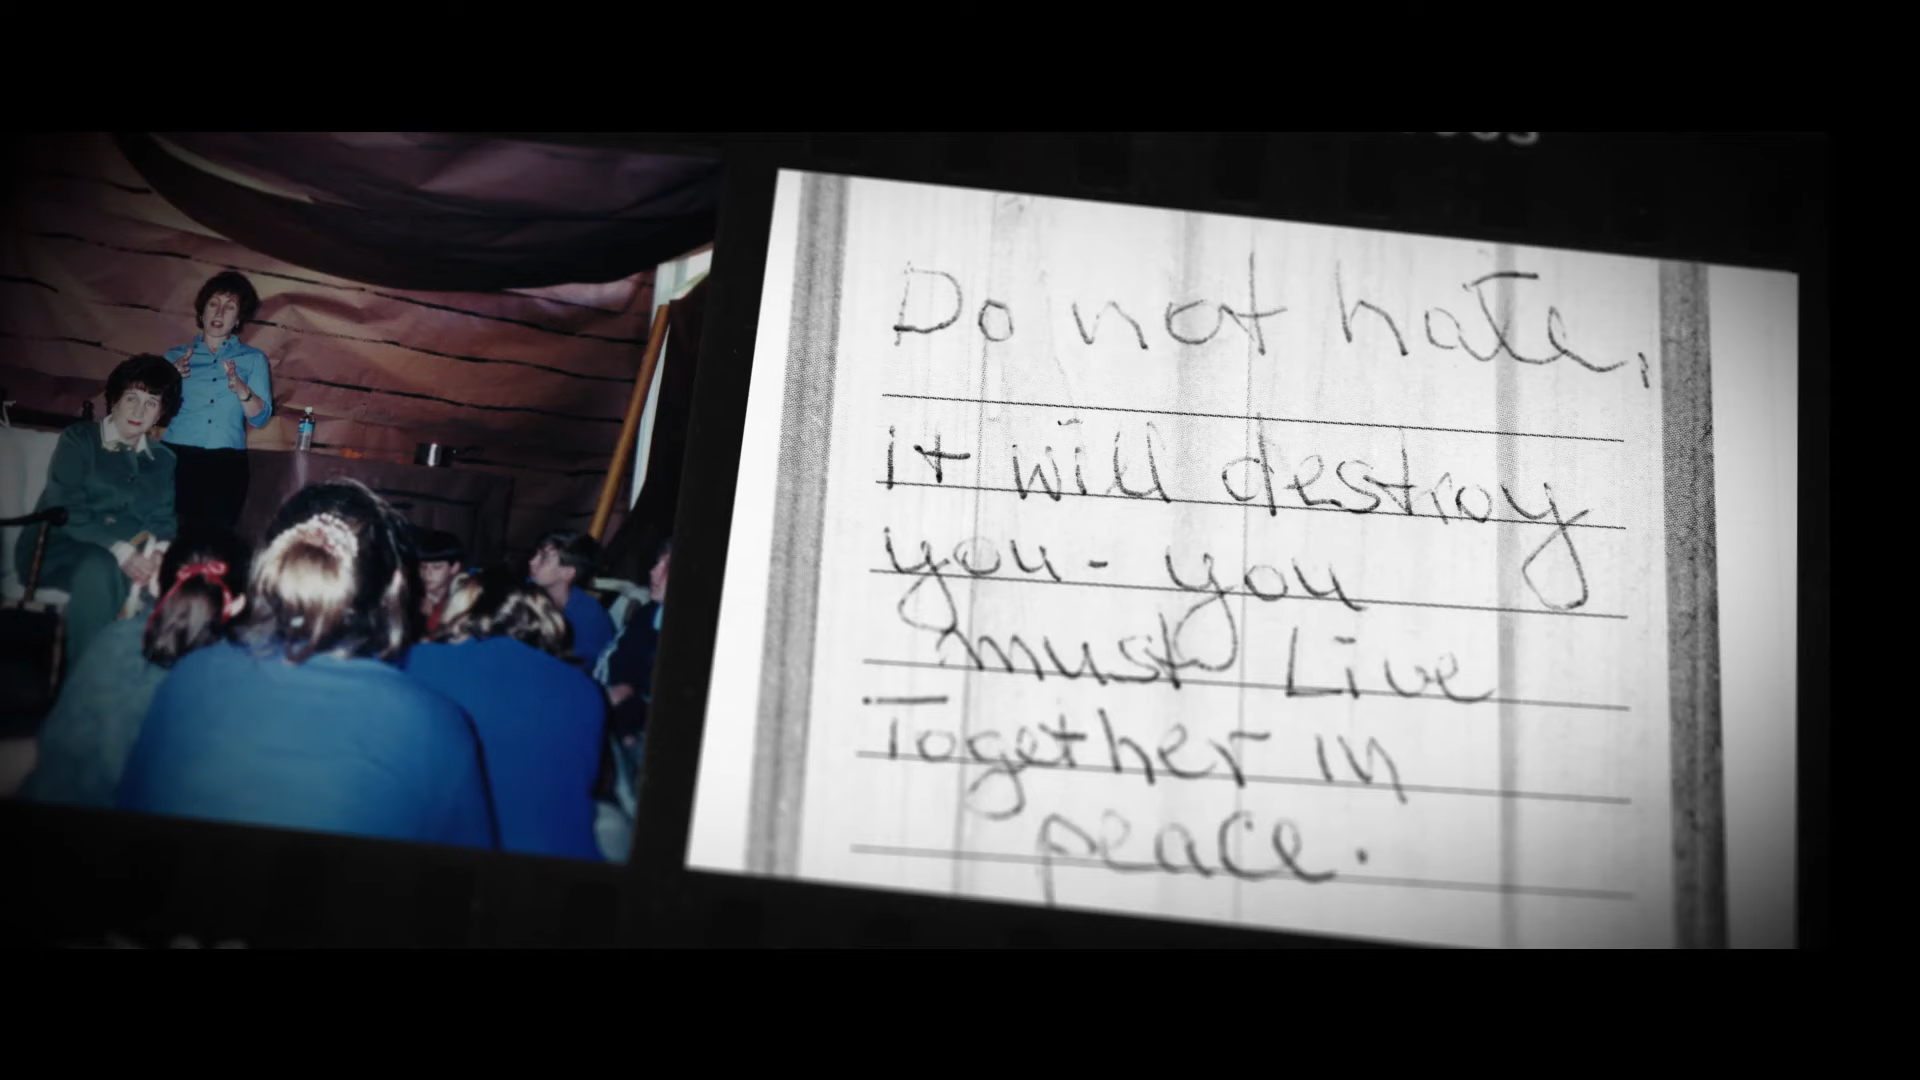 Do not hate,
it will destroy
you - you
must Live
Together in
peace.